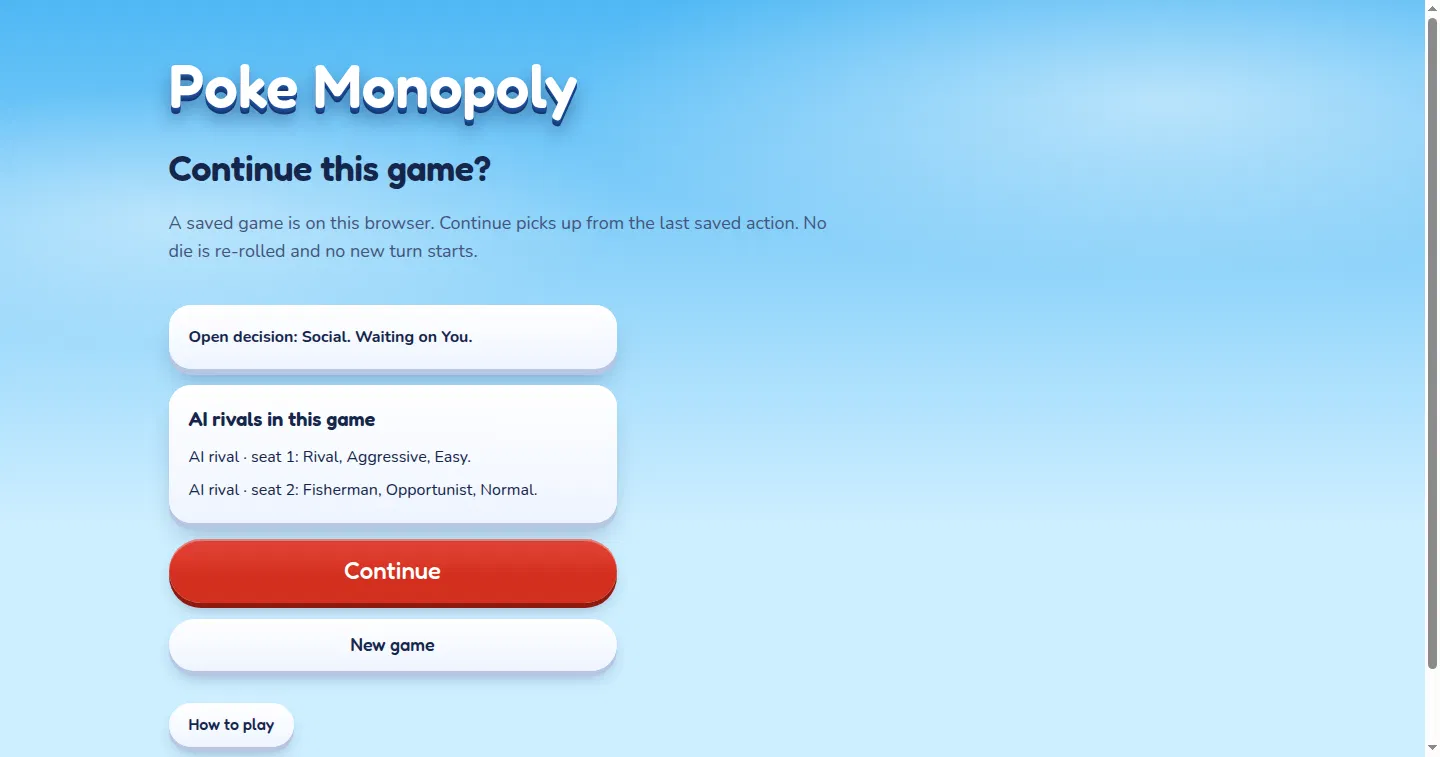 Poke Monopoly
Continue this game?
A saved game is on this browser. Continue picks up from the last saved action. No
die is re-rolled and no new turn starts.
Open decision: Social. Waiting on You.
AI rivals in this game
AI rival · seat 1: Rival, Aggressive, Easy.
AI rival · seat 2: Fisherman, Opportunist, Normal.
Continue
New game
How to play